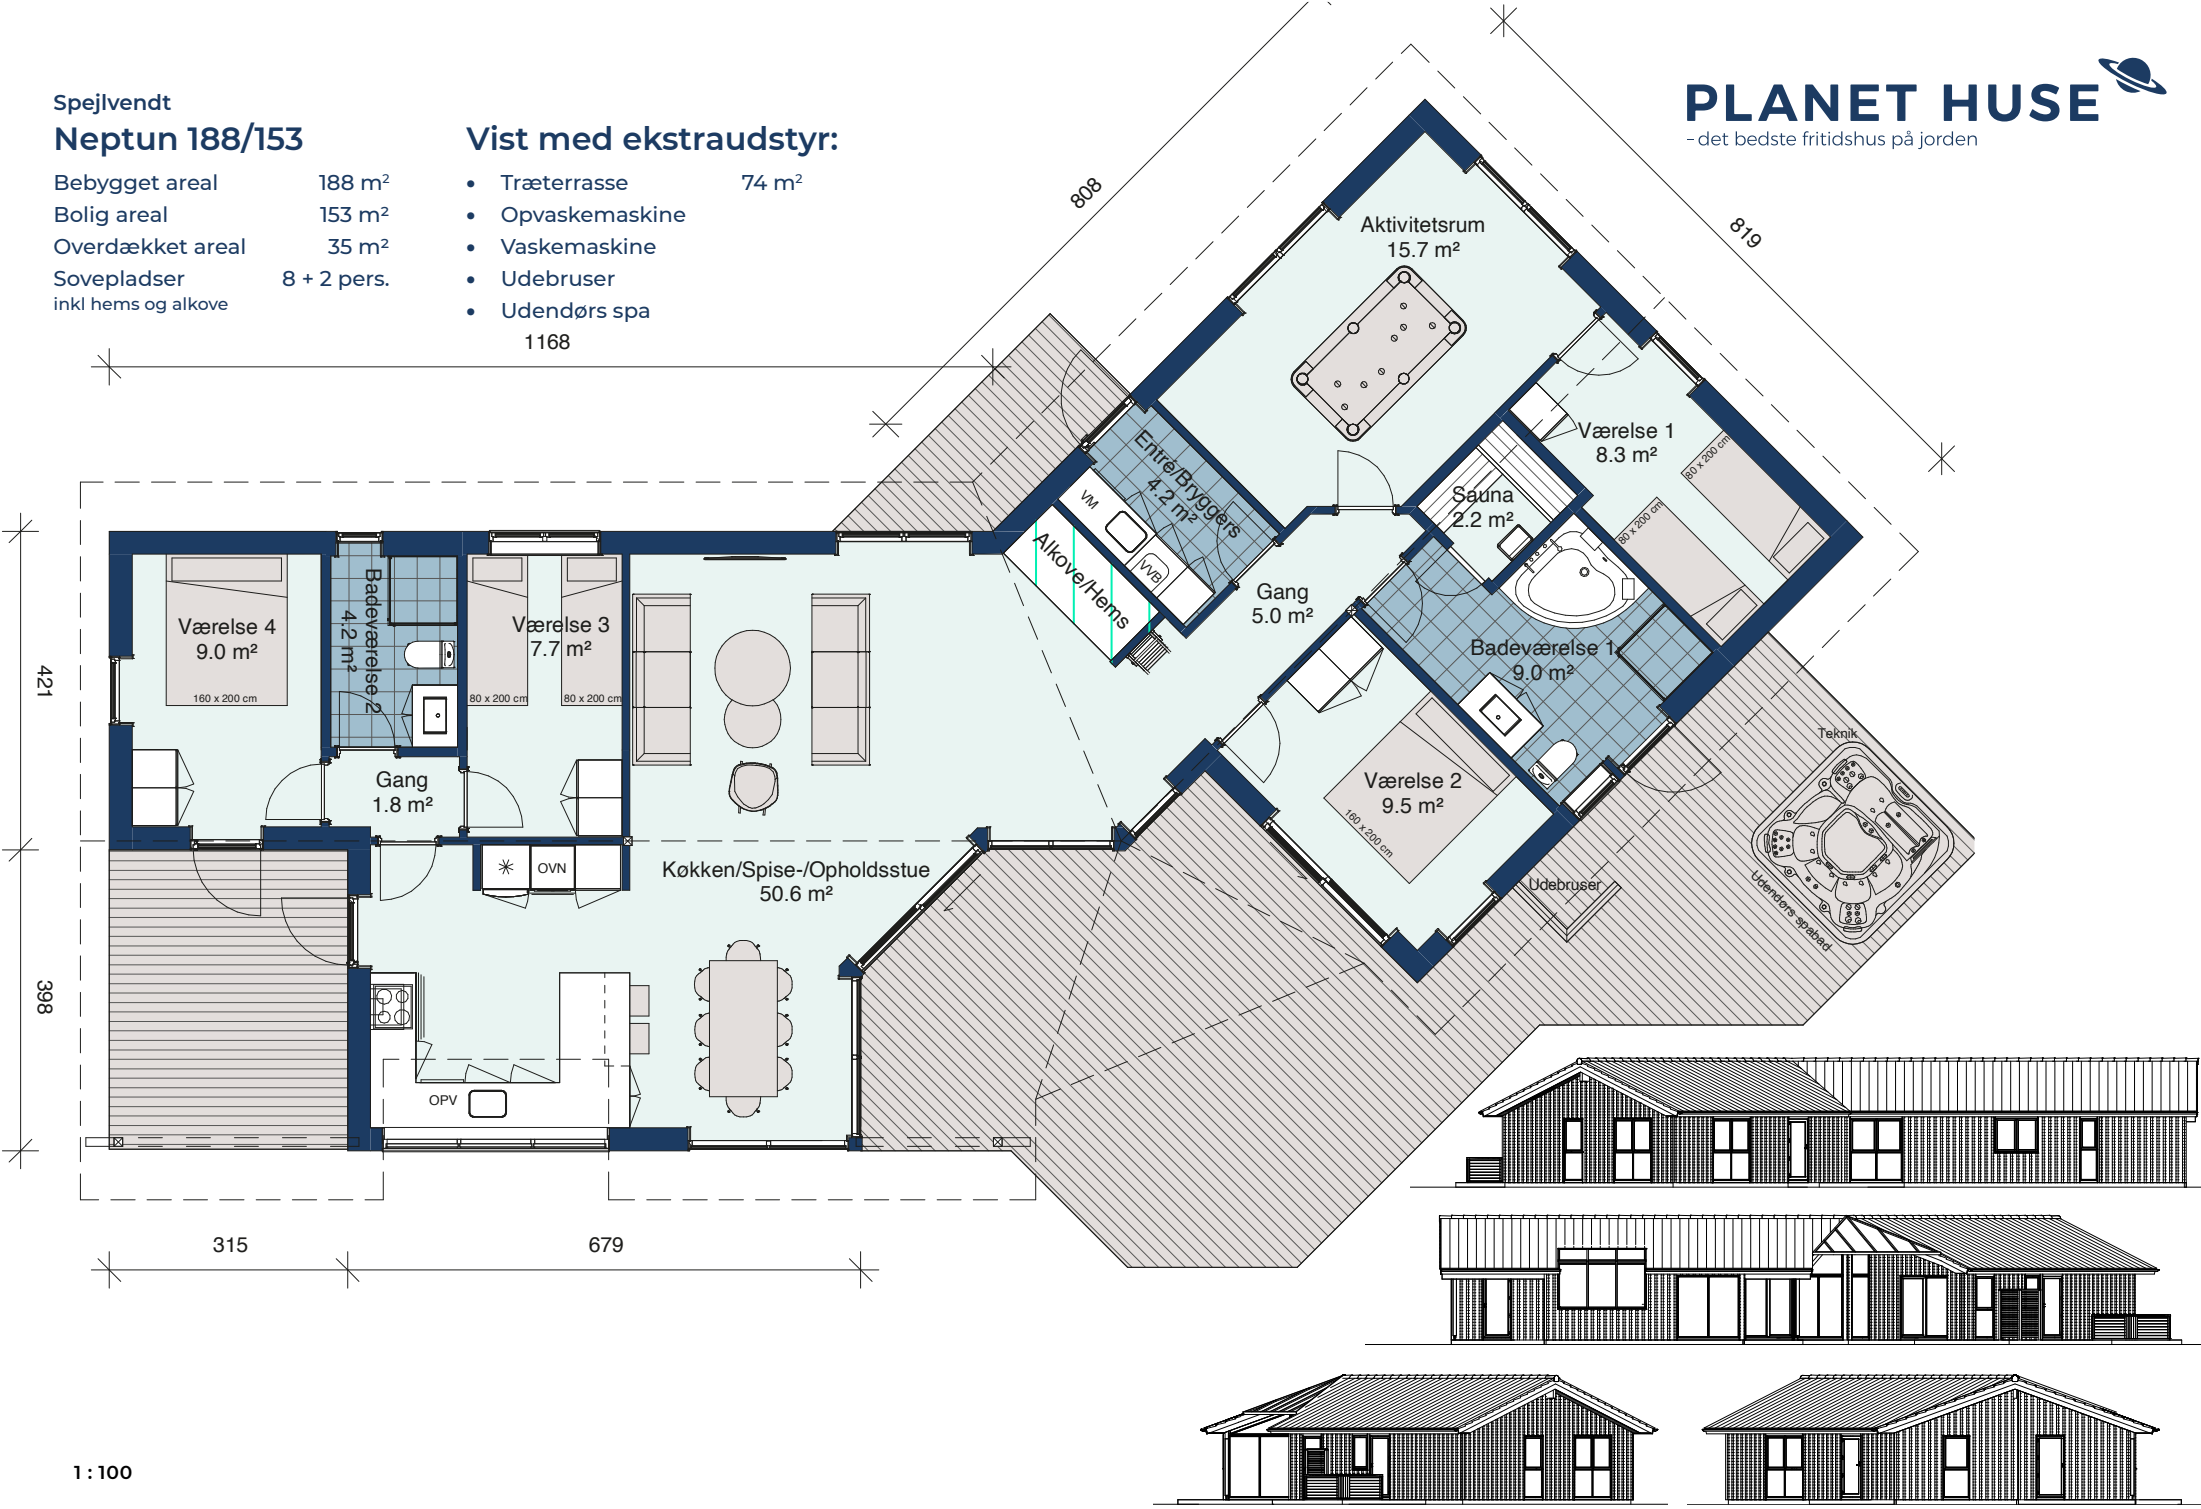 Spejlvendt
Neptun 188/153
Bebygget areal 188 m²
Bolig areal 153 m²
Overdækket areal 35 m²
Sovepladser 8 + 2 pers.
inkl hems og alkove
Vist med ekstraudstyr:
• Træterrasse 74 m²
• Opvaskemaskine
• Vaskemaskine
• Udebruser
• Udendørs spa
PLANET HUSE
- det bedste fritidshus på jorden
1168
808
819
421
398
315
679
Aktivitetsrum
15.7 m²
Værelse 1
8.3 m²
80 x 200 cm
80 x 200 cm
Sauna
2.2 m²
Entré/Bryggers
4.2 m²
VM
VVB
Alkove/Hems
Gang
5.0 m²
Badeværelse 1
9.0 m²
Værelse 2
9.5 m²
160 x 200 cm
Værelse 4
9.0 m²
160 x 200 cm
Badeværelse 2
4.2 m²
Værelse 3
7.7 m²
80 x 200 cm
80 x 200 cm
Gang
1.8 m²
OVN
Køkken/Spise-/Opholdsstue
50.6 m²
OPV
Teknik
Udendørs spabad
Udebruser
1 : 100